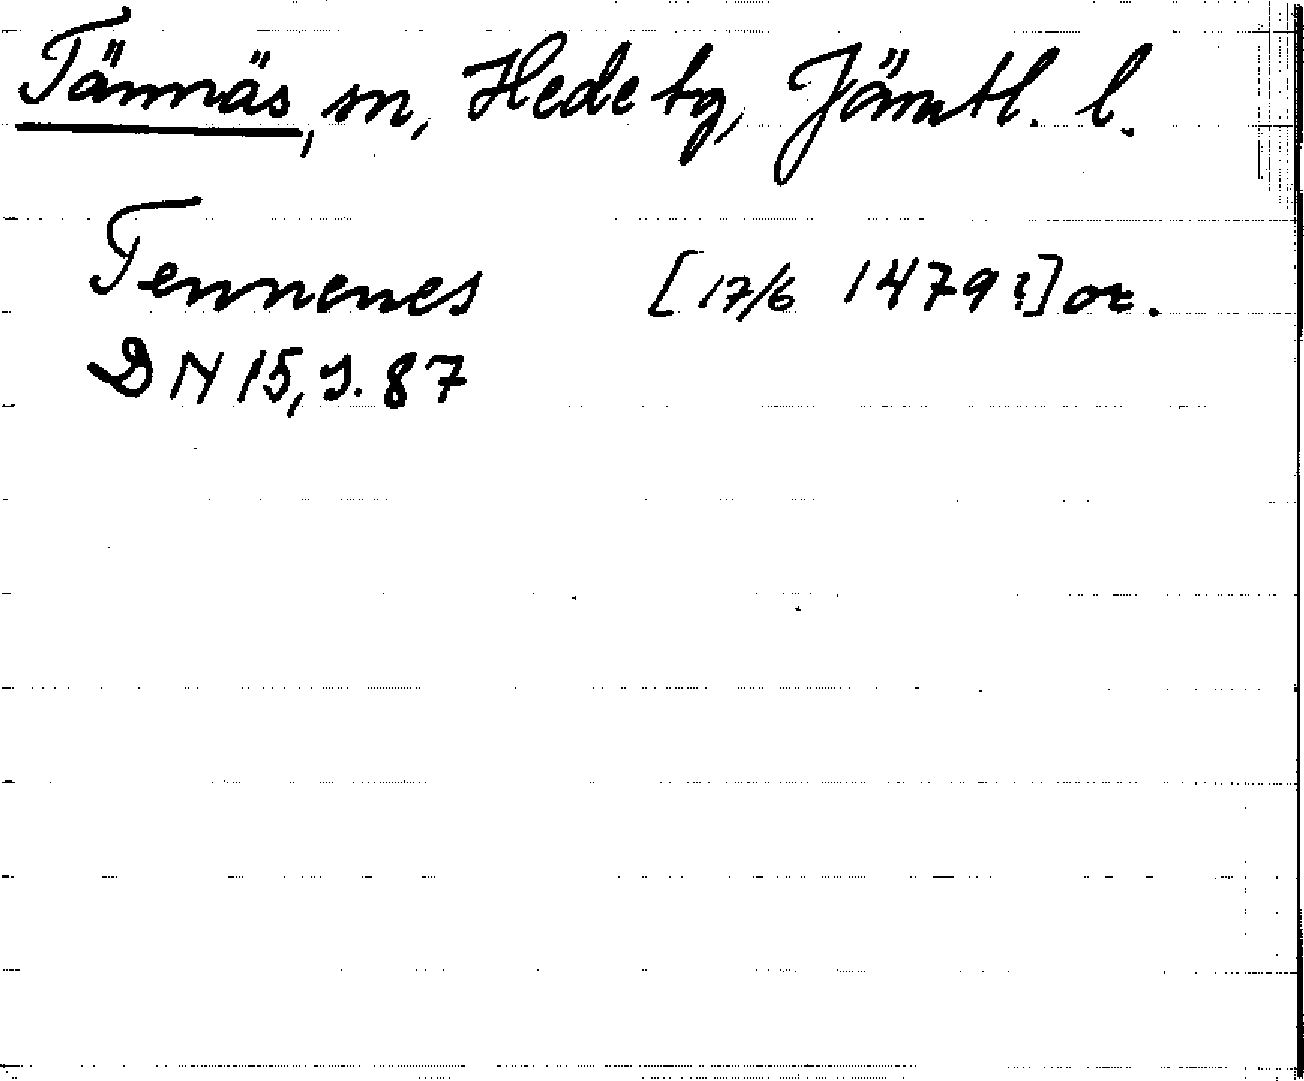 Tännäs, sn, Hede tg, Jämtl. l.
Tennenes [17/6 1479?] or.
DN 15, s. 87